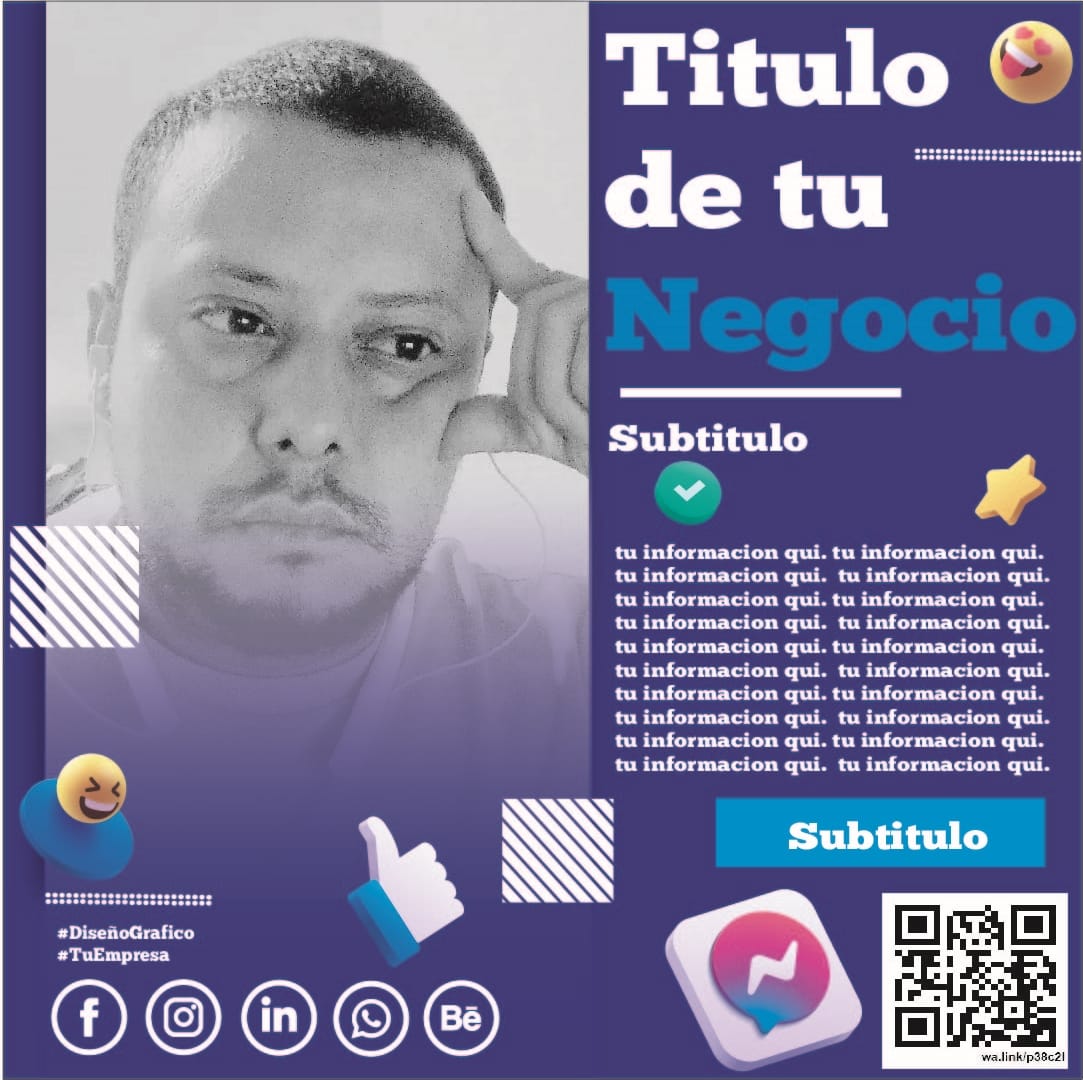 Titulo
de tu
Negocio
Subtitulo
tu informacion qui. tu informacion qui.
tu informacion qui.  tu informacion qui.
tu informacion qui. tu informacion qui.
tu informacion qui.  tu informacion qui.
tu informacion qui. tu informacion qui.
tu informacion qui.  tu informacion qui.
tu informacion qui. tu informacion qui.
tu informacion qui.  tu informacion qui.
tu informacion qui. tu informacion qui.
tu informacion qui.  tu informacion qui.
Subtitulo
#DiseñoGrafico
#TuEmpresa
f in Bē
wa.link/p38c2l